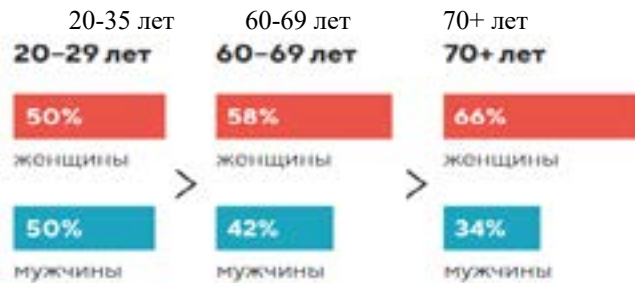 20-35 лет 60-69 лет 70+ лет
20–29 лет 60–69 лет 70+ лет
50% 58% 66%
женщины женщины женщины
> >
50% 42% 34%
мужчины мужчины мужчины